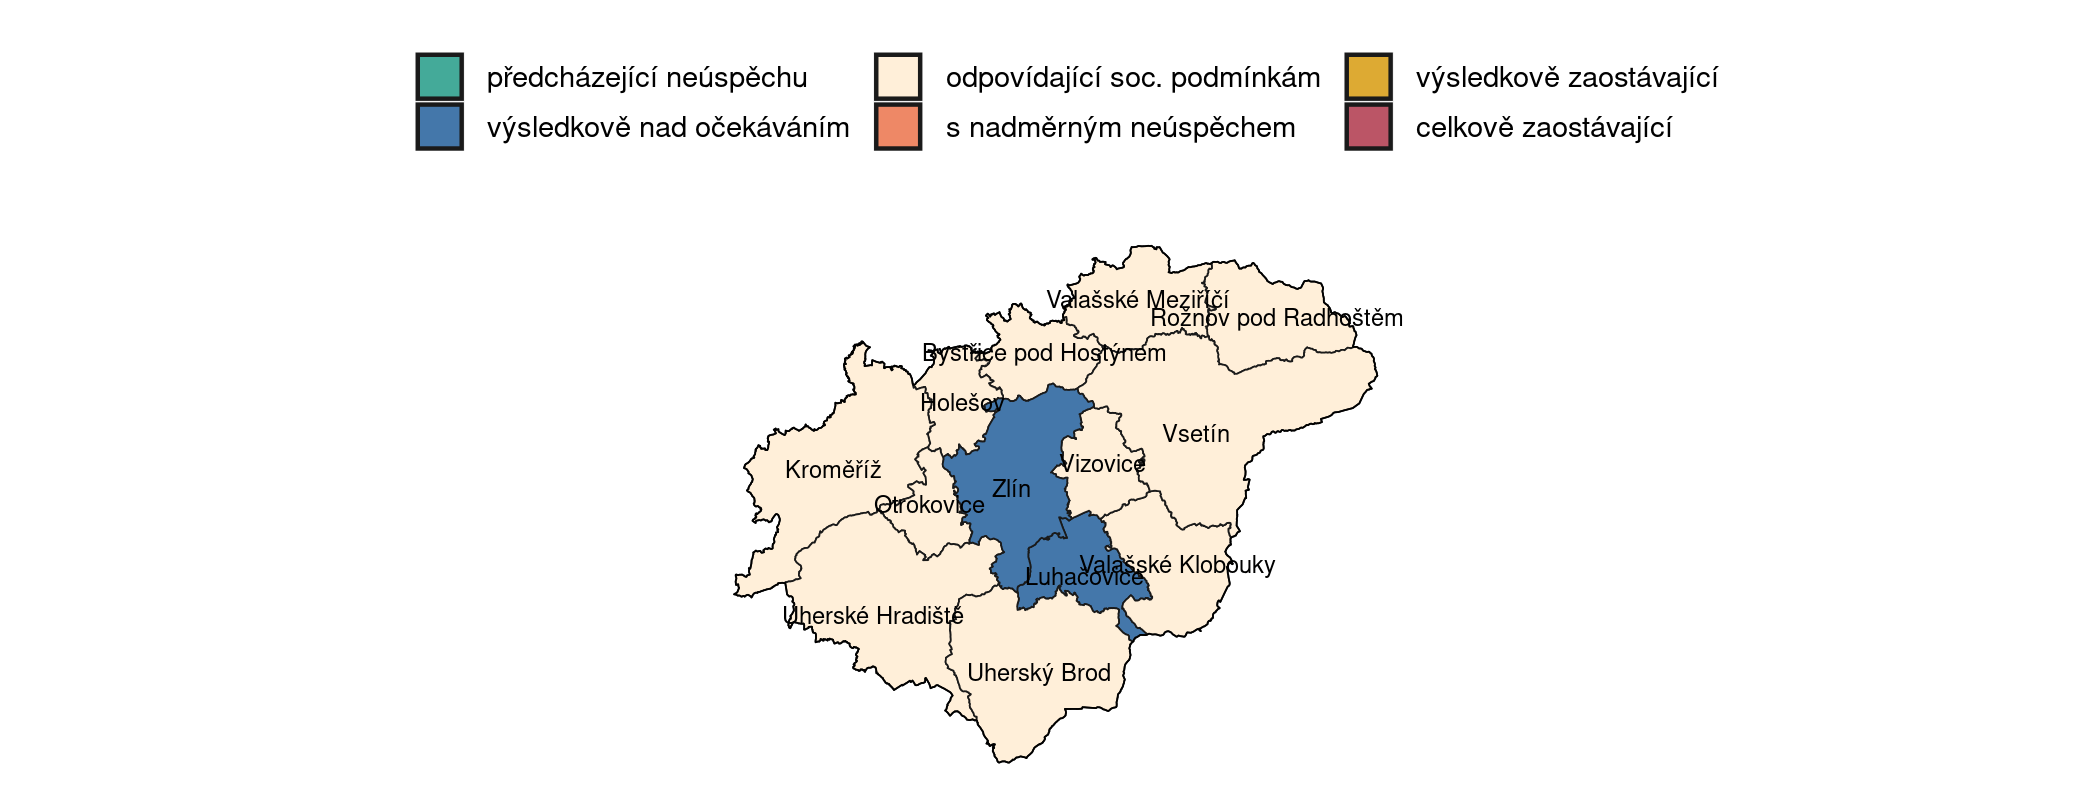 předcházející neúspěchu
výsledkově nad očekáváním
odpovídající soc. podmínkám
s nadměrným neúspěchem
výsledkově zaostávající
celkově zaostávající
Valašské Meziříčí
Rožnov pod Radhoštěm
Bystřice pod Hostýnem
Holešov
Vsetín
Kroměříž
Vizovice
Zlín
Otrokovice
Valašské Klobouky
Luhačovice
Uherské Hradiště
Uherský Brod